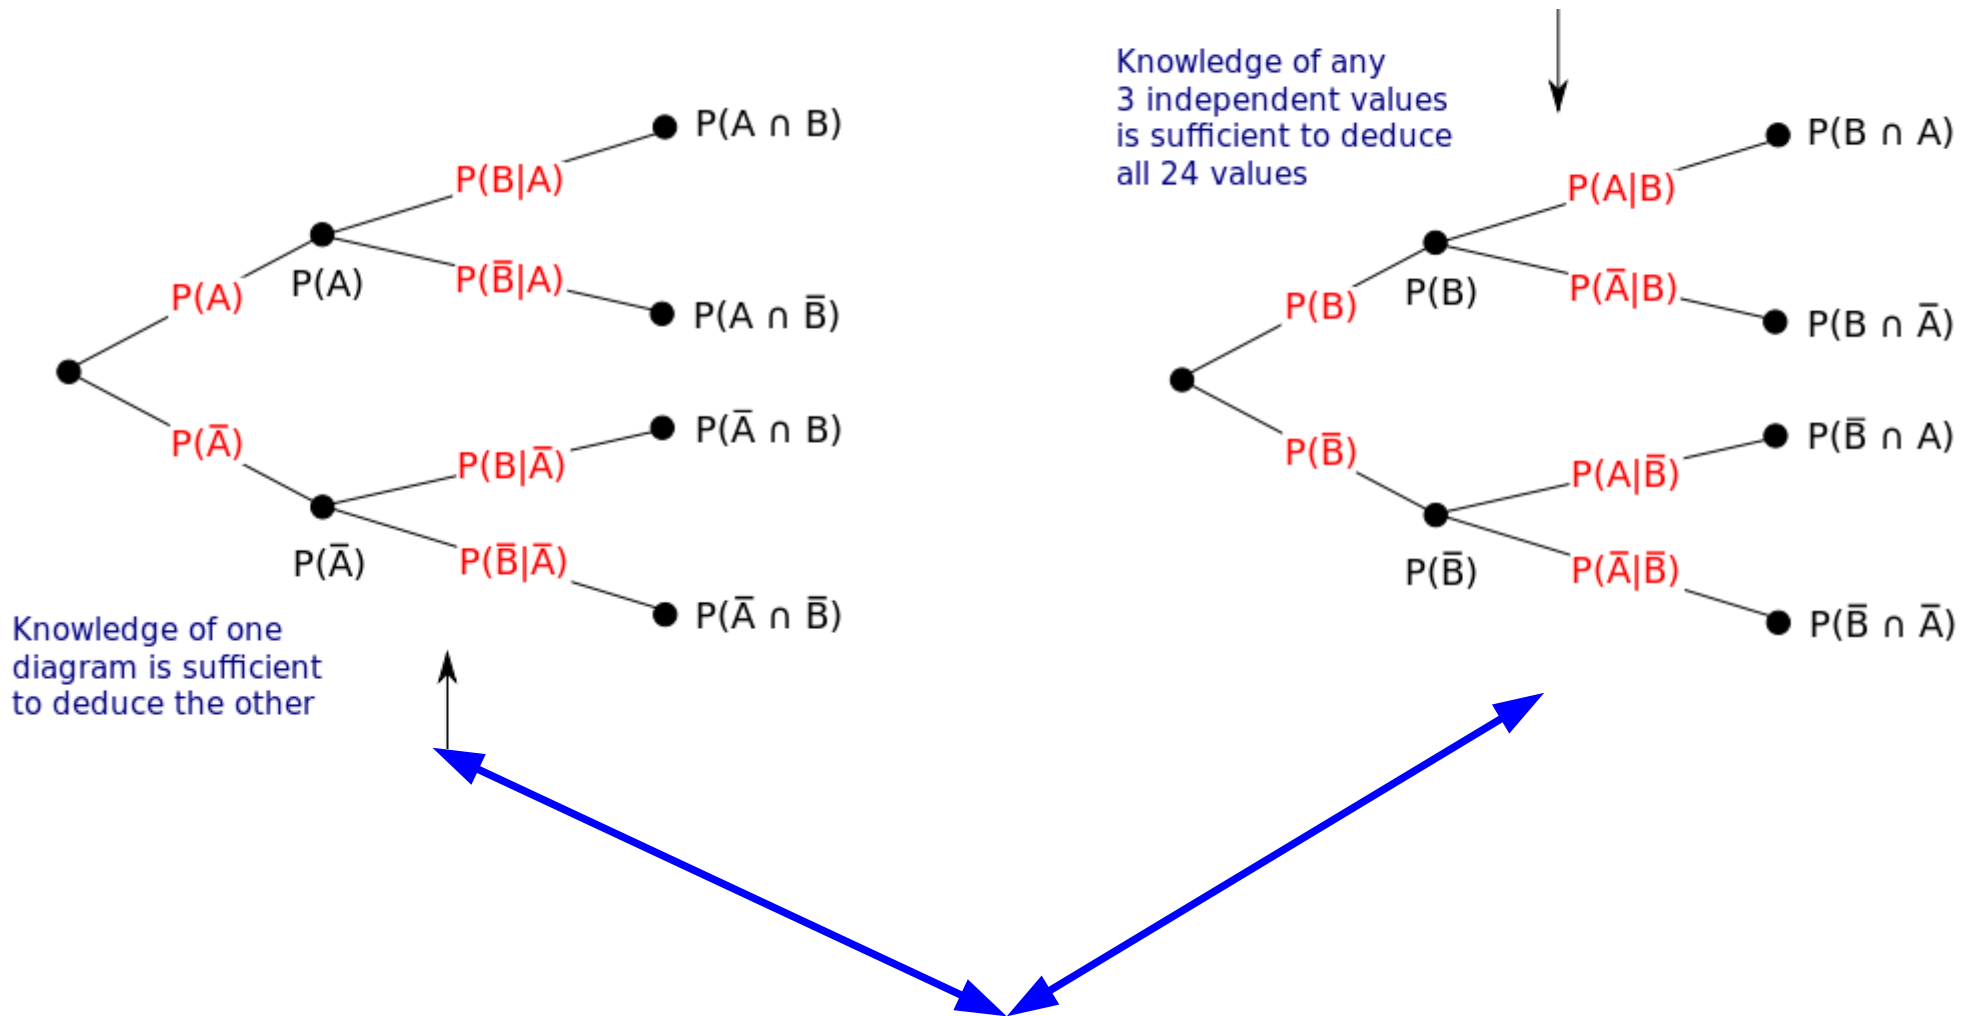 P(A ∩ B)
P(B|A)
P(A)
P(A)
P(B̅|A)
P(A ∩ B̅)
P(A̅)
P(A̅)
P(B|A̅)
P(A̅ ∩ B)
P(B̅|A̅)
P(A̅ ∩ B̅)
Knowledge of one
diagram is sufficient
to deduce the other
Knowledge of any
3 independent values
is sufficient to deduce
all 24 values
P(B ∩ A)
P(A|B)
P(B)
P(B)
P(A̅|B)
P(B ∩ A̅)
P(B̅)
P(B̅)
P(A|B̅)
P(B̅ ∩ A)
P(A̅|B̅)
P(B̅ ∩ A̅)